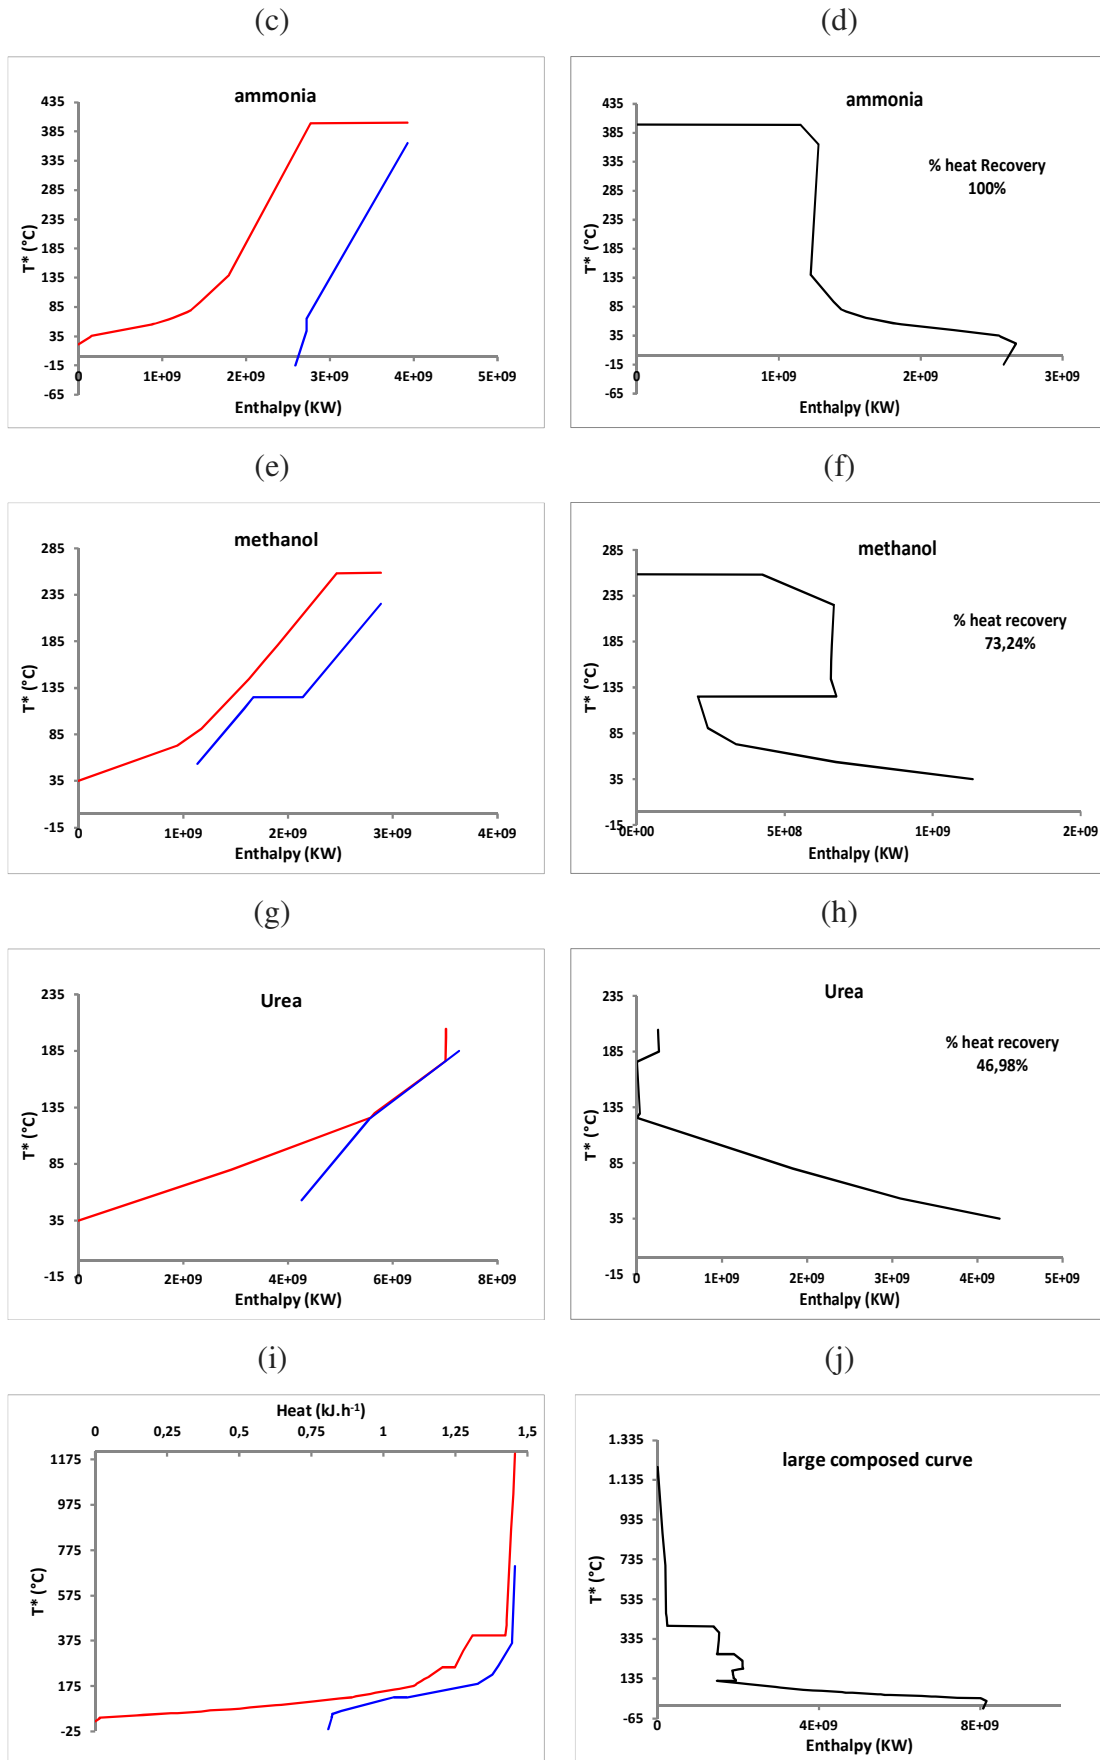 (c)
(d)
ammonia
435
385
335
285
235
185
135
85
35
-15
-65
T* (°C)
0
1E+09
2E+09
3E+09
4E+09
5E+09
Enthalpy (KW)
ammonia
% heat Recovery
100%
435
385
335
285
235
185
135
85
35
-15
-65
T* (°C)
0
1E+09
2E+09
3E+09
Enthalpy (KW)
(e)
(f)
methanol
285
235
185
135
85
35
-15
T* (°C)
0
1E+09
2E+09
3E+09
4E+09
Enthalpy (KW)
methanol
% heat recovery
73,24%
285
235
185
135
85
35
-15
T* (°C)
0E+00
5E+08
1E+09
2E+09
Enthalpy (KW)
(g)
(h)
Urea
235
185
135
85
35
-15
T* (°C)
0
2E+09
4E+09
6E+09
8E+09
Enthalpy (KW)
Urea
% heat recovery
46,98%
235
185
135
85
35
-15
T* (°C)
0
1E+09
2E+09
3E+09
4E+09
5E+09
Enthalpy (KW)
(i)
(j)
Heat (kJ.h-1)
0
0,25
0,5
0,75
1
1,25
1,5
1175
975
775
575
375
175
-25
T* (°C)
large composed curve
1.335
1.135
935
735
535
335
135
-65
T* (°C)
0
4E+09
8E+09
Enthalpy (KW)